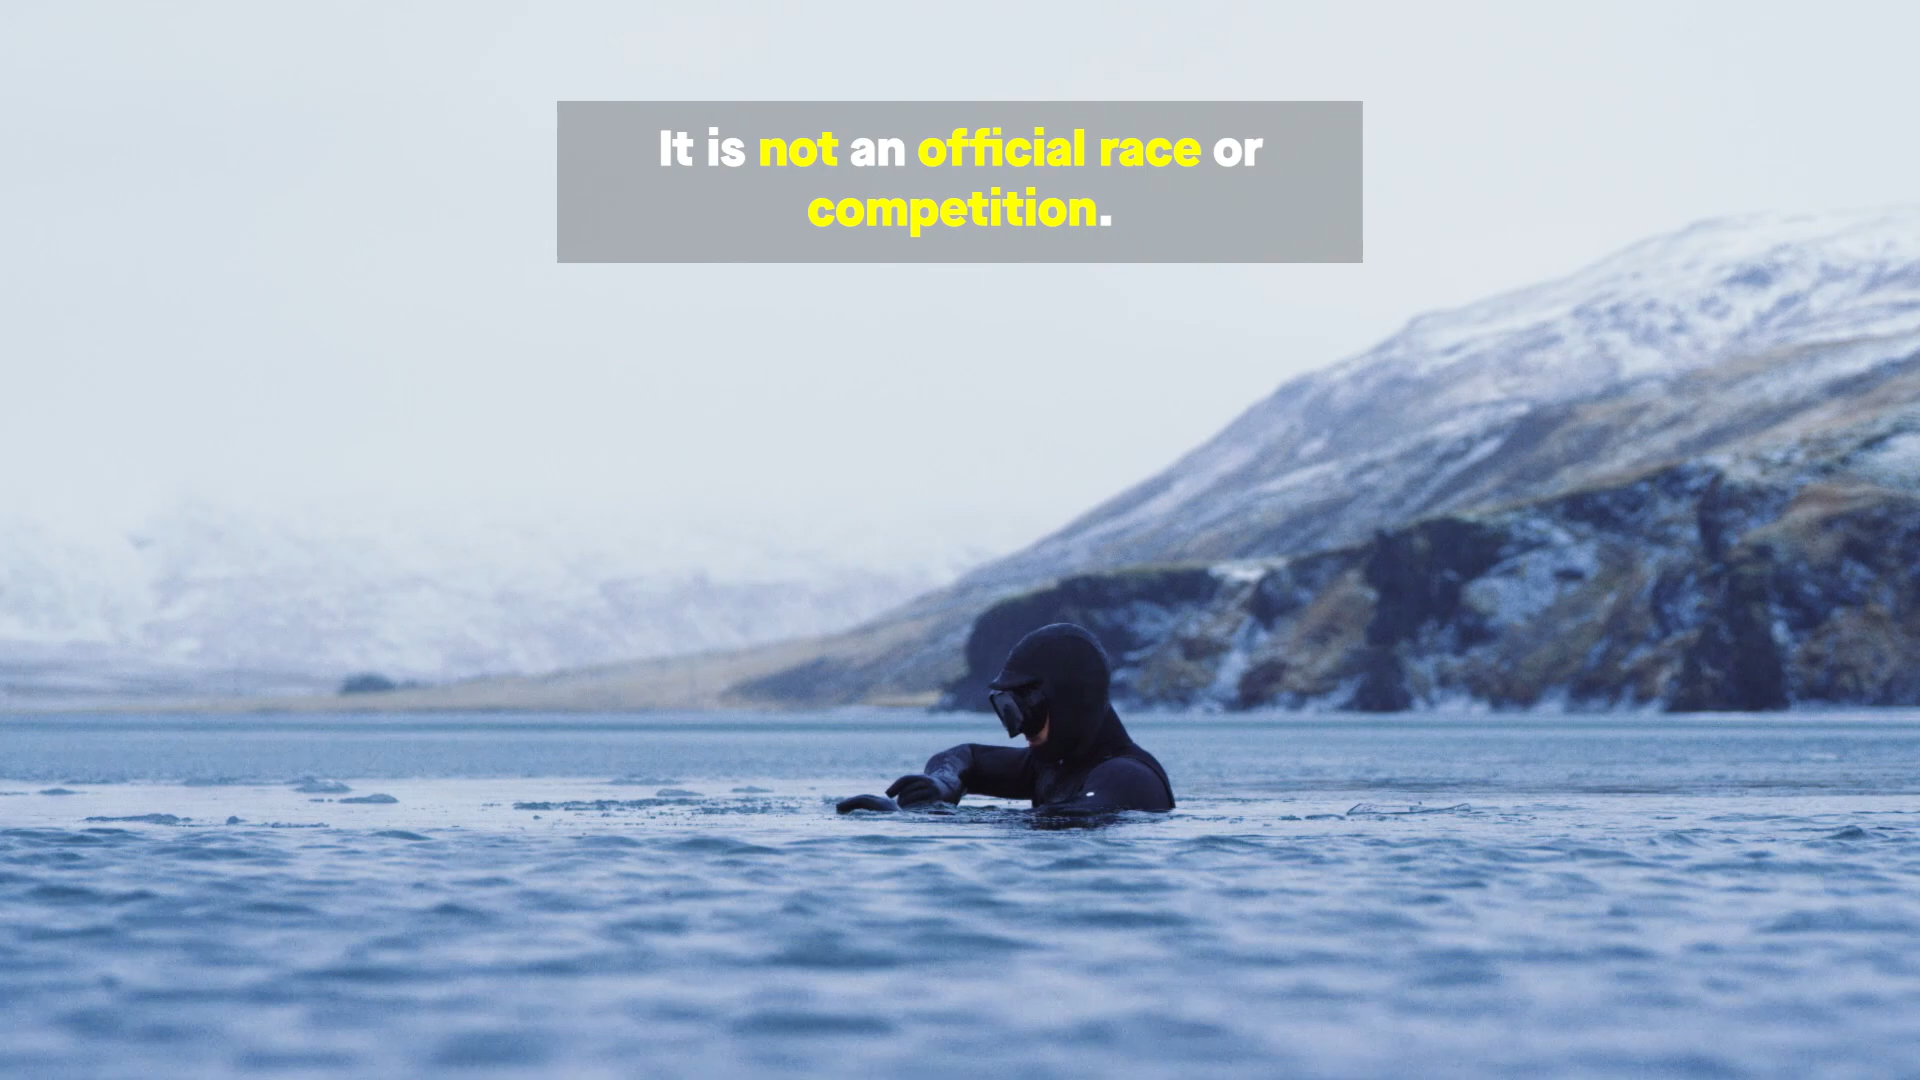 It is not an official race or
competition.